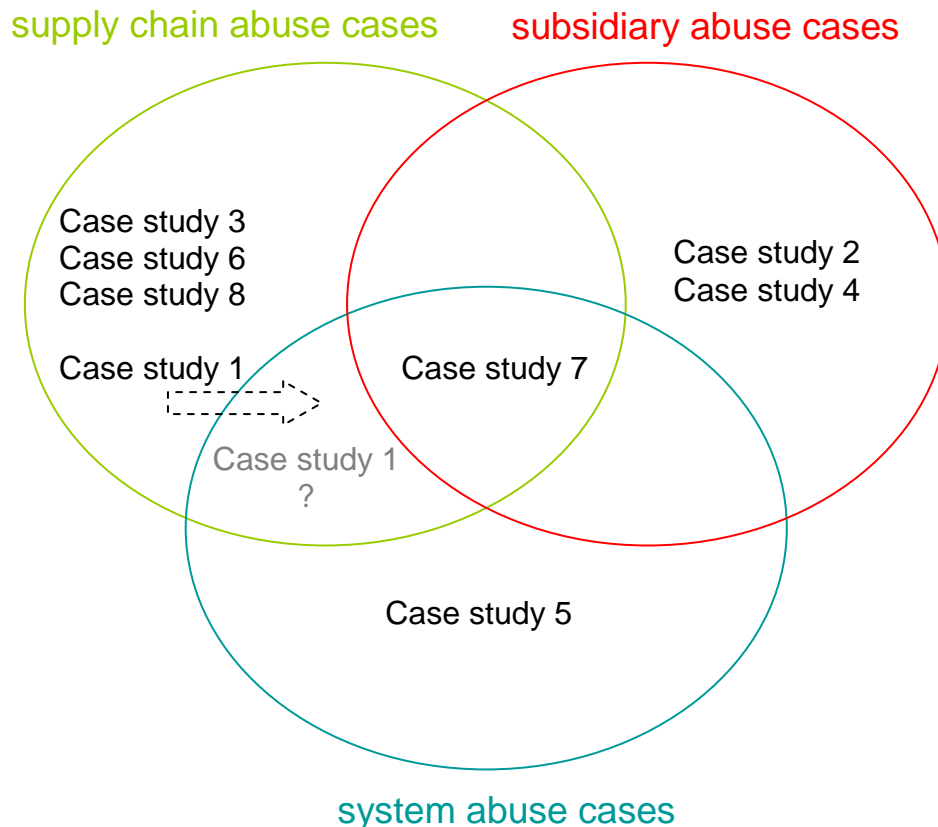 supply chain abuse cases
subsidiary abuse cases
Case study 3
Case study 6
Case study 8
Case study 2
Case study 4
Case study 1
Case study 7
Case study 1
?
Case study 5
system abuse cases